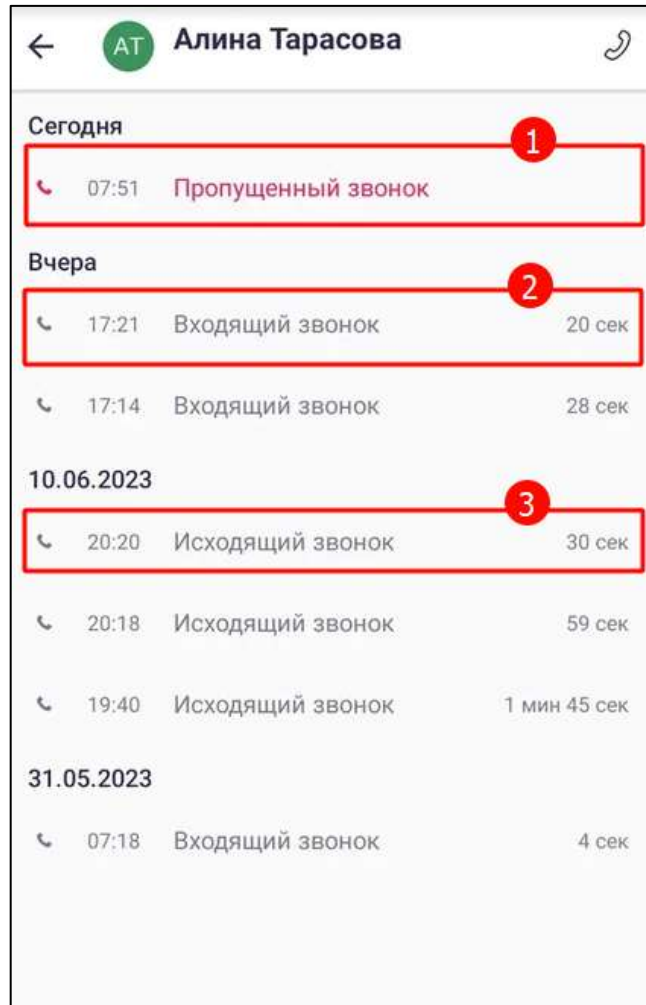 АТ Алина Тарасова
Сегодня
1
07:51 Пропущенный звонок
Вчера
2
17:21 Входящий звонок 20 сек
17:14 Входящий звонок 28 сек
10.06.2023
3
20:20 Исходящий звонок 30 сек
20:18 Исходящий звонок 59 сек
19:40 Исходящий звонок 1 мин 45 сек
31.05.2023
07:18 Входящий звонок 4 сек